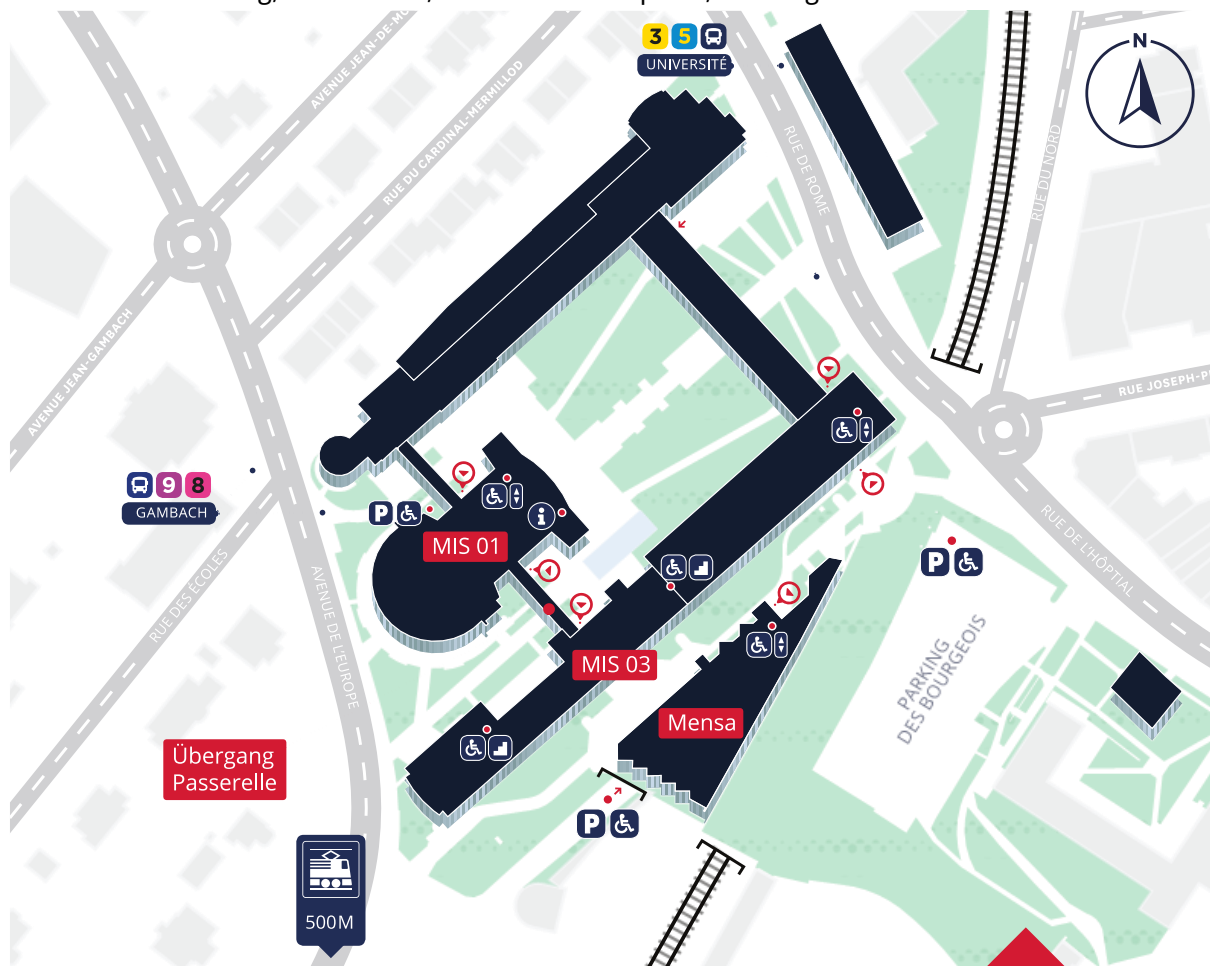 AVENUE JEAN-DE-MO
3 5
UNIVERSITÉ
N
RUE DU CARDINAL-MERMILLOD
RUE DE ROME
RUE DU NORD
AVENUE JEAN-GAMBACH
RUE JOSEPH-P
9 8
GAMBACH
P
MIS 01
i
P
RUE DES ÉCOLES
AVENUE DE L'EUROPE
RUE DE L'HÔPTIAL
MIS 03
PARKING
DES BOURGEOIS
Mensa
Übergang
Passerelle
P
500M